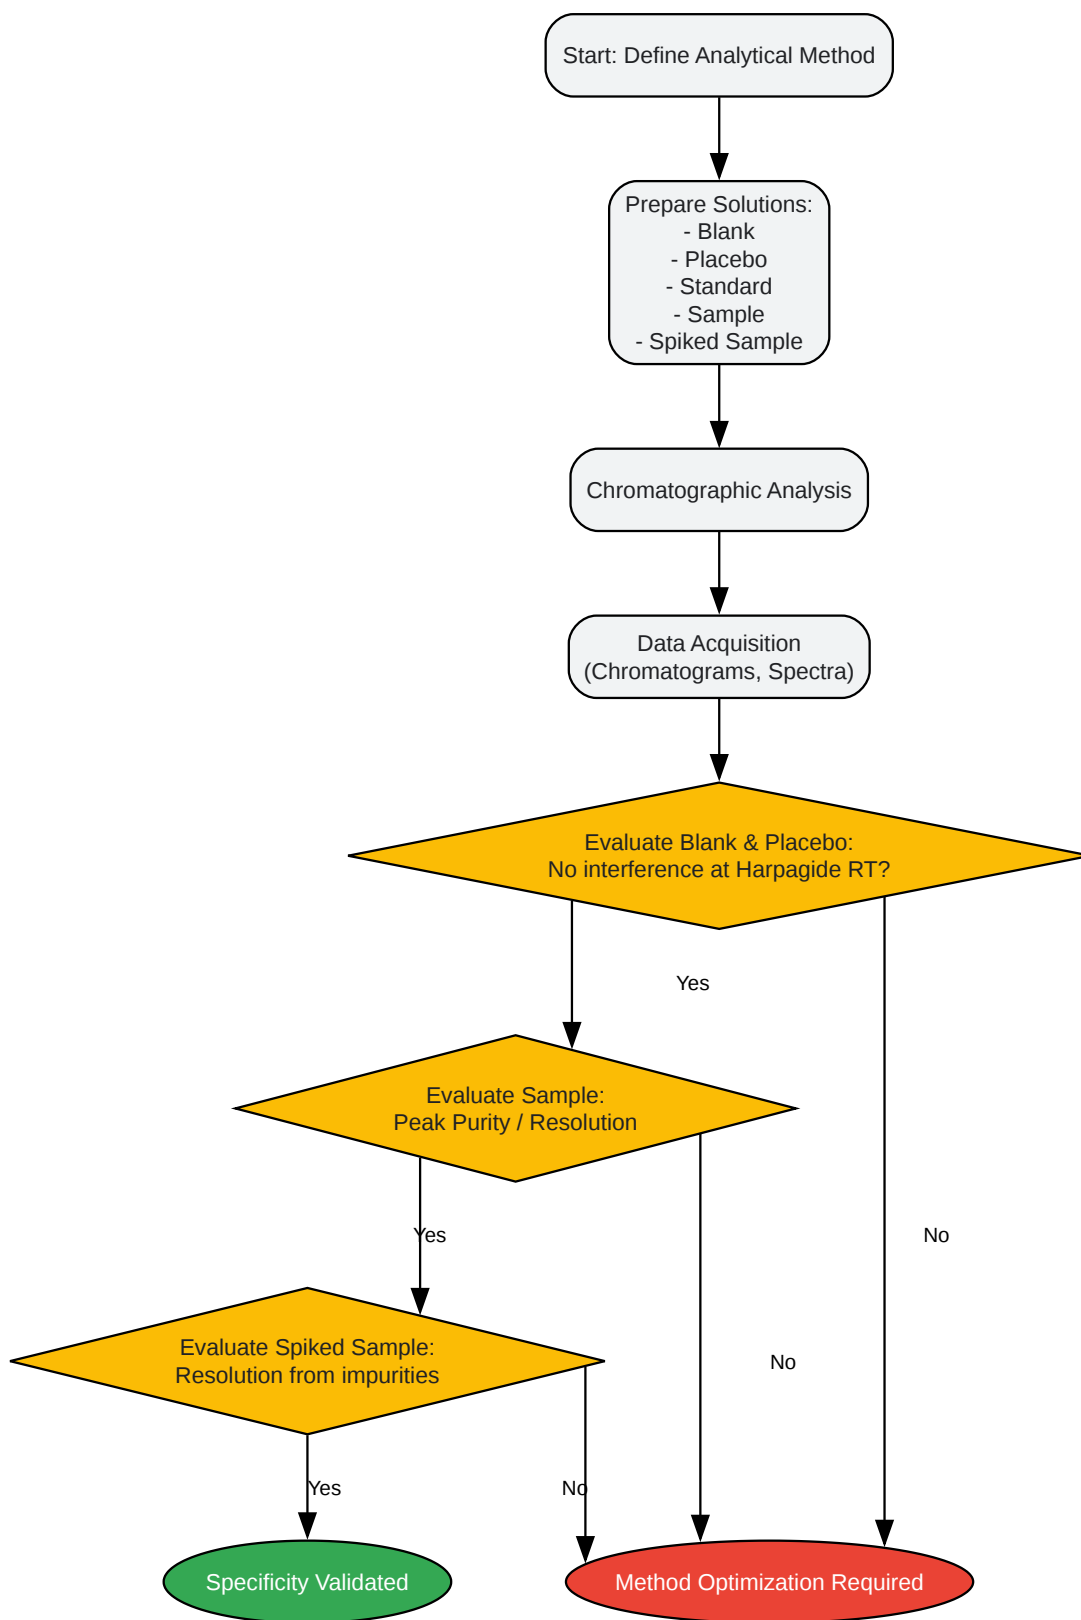 Start: Define Analytical Method
Prepare Solutions:
- Blank
- Placebo
- Standard
- Sample
- Spiked Sample
Chromatographic Analysis
Data Acquisition
(Chromatograms, Spectra)
Evaluate Blank & Placebo:
No interference at Harpagide RT?
Yes
Evaluate Sample:
Peak Purity / Resolution
Yes
No
Evaluate Spiked Sample:
Resolution from impurities
No
Yes
No
Specificity Validated
Method Optimization Required